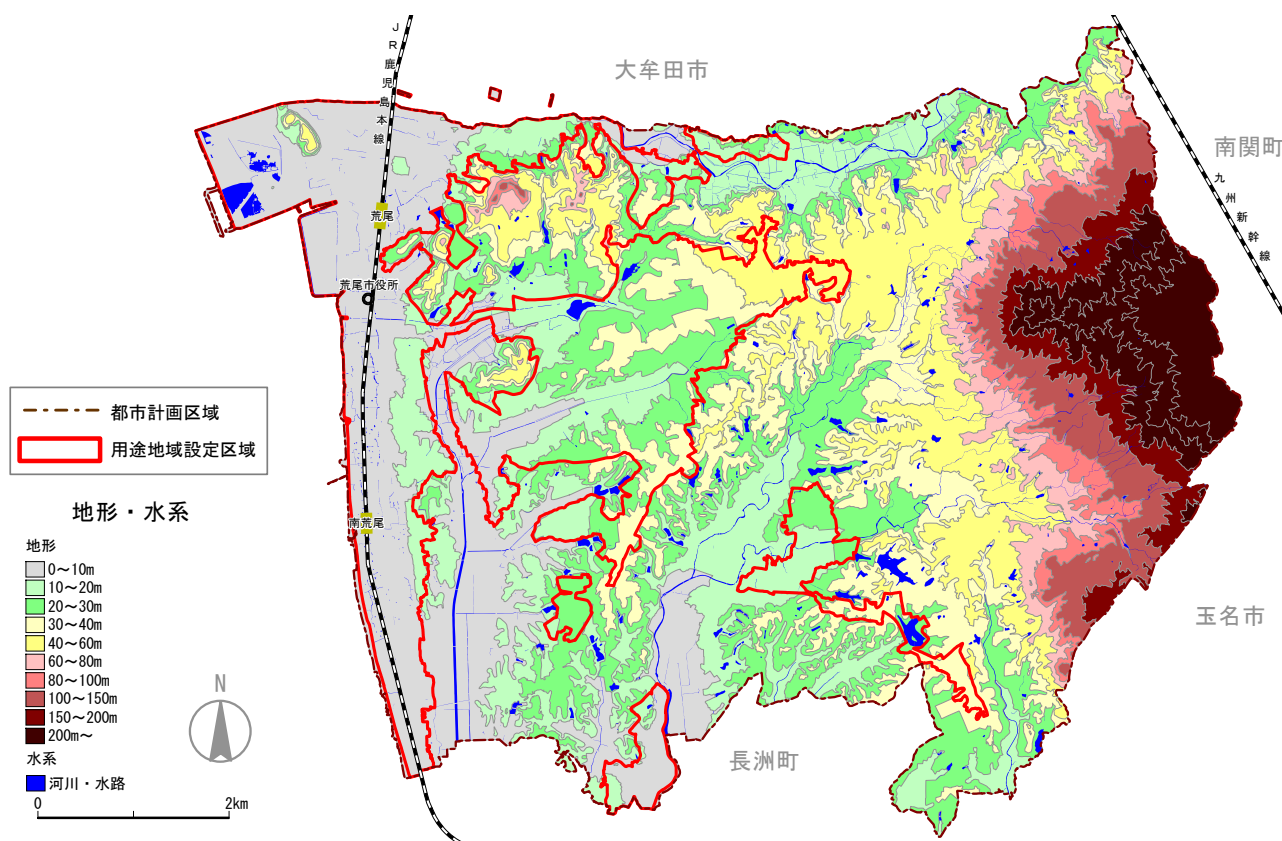 JR鹿児島本線
大牟田市
南関町
九州新幹線
荒尾
荒尾市役所
都市計画区域
用途地域設定区域
地形・水系
南荒尾
地形
0～10m
10～20m
20～30m
30～40m
40～60m
60～80m
80～100m
100～150m
150～200m
200m～
水系
河川・水路
N
0 2km
玉名市
長洲町